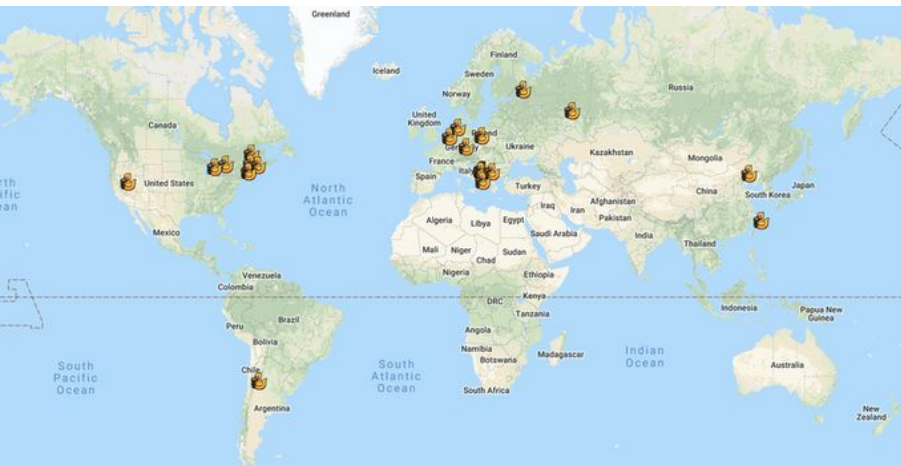 Greenland
Iceland
Finland
Sweden
Norway
Russia
United
Kingdom
Canada
Ukraine
Kazakhstan
Mongolia
France
Spain
Turkey
United States
North
Atlantic
Ocean
China
South Korea
Japan
Afghanistan
Iraq
Iran
Pakistan
Mexico
Algeria
Libya
Egypt
Saudi Arabia
India
Thailand
Mali
Niger
Chad
Sudan
Nigeria
Ethiopia
Venezuela
Colombia
DRC
Kenya
Tanzania
Indonesia
Papua New
Guinea
Brazil
Peru
Bolivia
Angola
Namibia
Botswana
Madagascar
South
Pacific
Ocean
South
Atlantic
Ocean
Indian
Ocean
Australia
Chile
South Africa
Argentina
New
Zealand